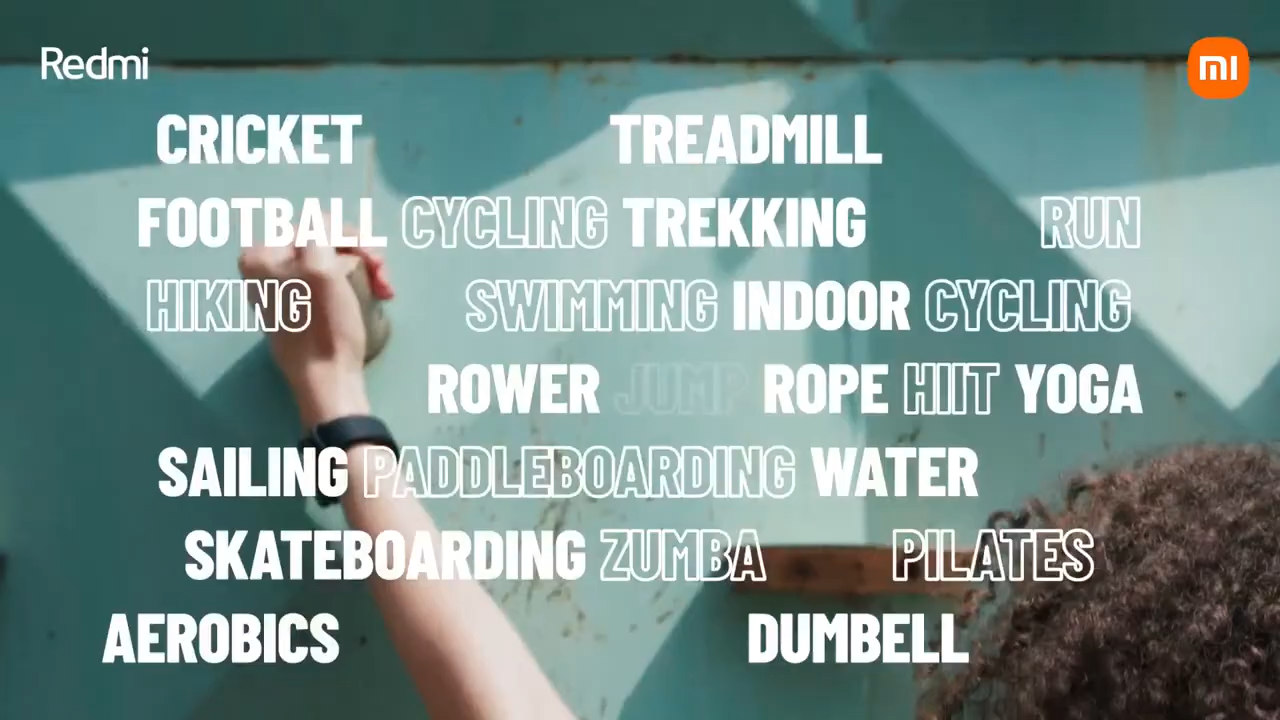 Redmi
mi
CRICKET TREADMILL
FOOTBALL CYCLING TREKKING RUN
HIKING SWIMMING INDOOR CYCLING
ROWER JUMP ROPE HIIT YOGA
SAILING PADDLEBOARDING WATER
SKATEBOARDING ZUMBA PILATES
AEROBICS DUMBELL